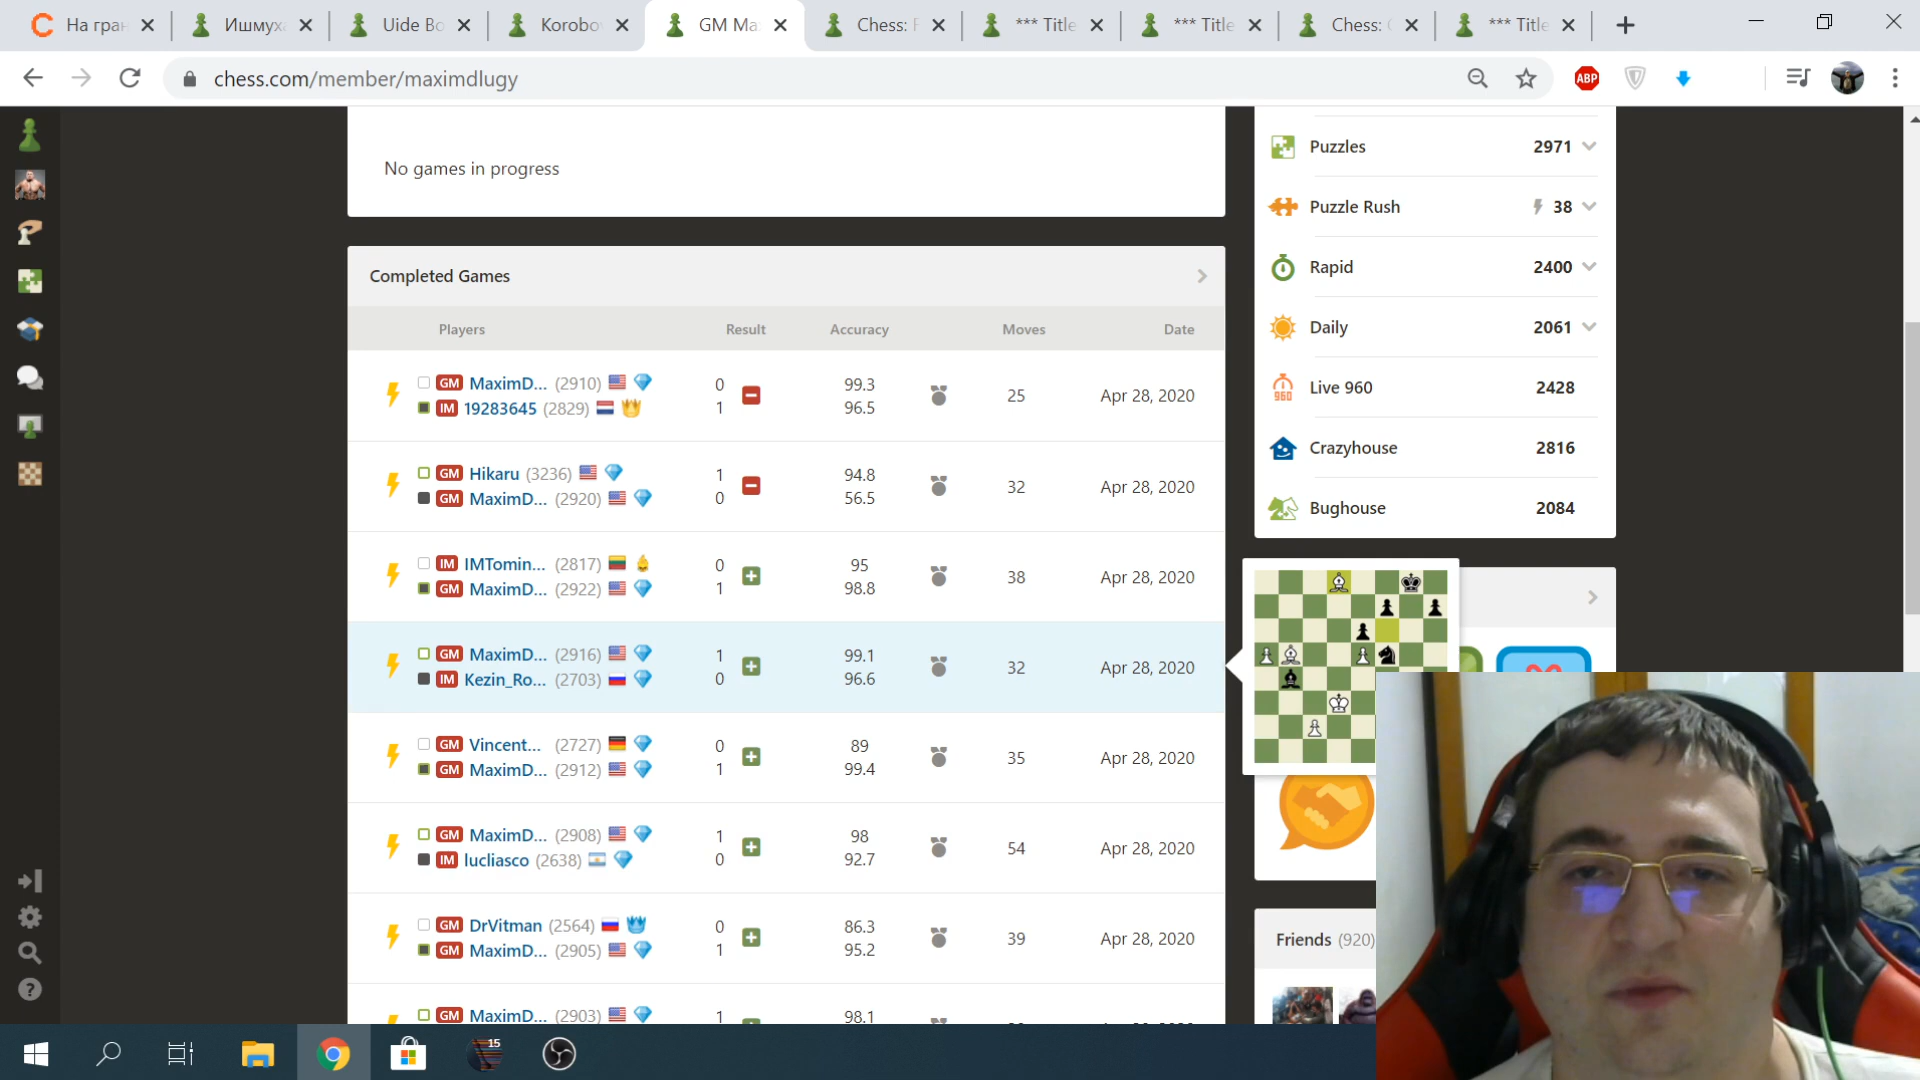 На гран
Ишмуха
Uide Bo
Korobov
GM Max
Chess: F
*** Title
*** Title
Chess: G
*** Title
chess.com/member/maximdlugy
ABP
No games in progress
Completed Games
Players Result Accuracy Moves Date
GM MaximD... (2910) 0 99.3
IM 19283645 (2829) 1 96.5
25 Apr 28, 2020
GM Hikaru (3236) 1 94.8
GM MaximD... (2920) 0 56.5
32 Apr 28, 2020
IM IMTomin... (2817) 0 95
GM MaximD... (2922) 1 98.8
38 Apr 28, 2020
GM MaximD... (2916) 1 99.1
IM Kezin_Ro... (2703) 0 96.6
32 Apr 28, 2020
GM Vincent... (2727) 0 89
GM MaximD... (2912) 1 99.4
35 Apr 28, 2020
GM MaximD... (2908) 1 98
IM lucliasco (2638) 0 92.7
54 Apr 28, 2020
GM DrVitman (2564) 0 86.3
GM MaximD... (2905) 1 95.2
39 Apr 28, 2020
GM MaximD... (2903) 1 98.1
Puzzles 2971
Puzzle Rush 38
Rapid 2400
Daily 2061
960
Live 960 2428
Crazyhouse 2816
Bughouse 2084
Friends (920)
15